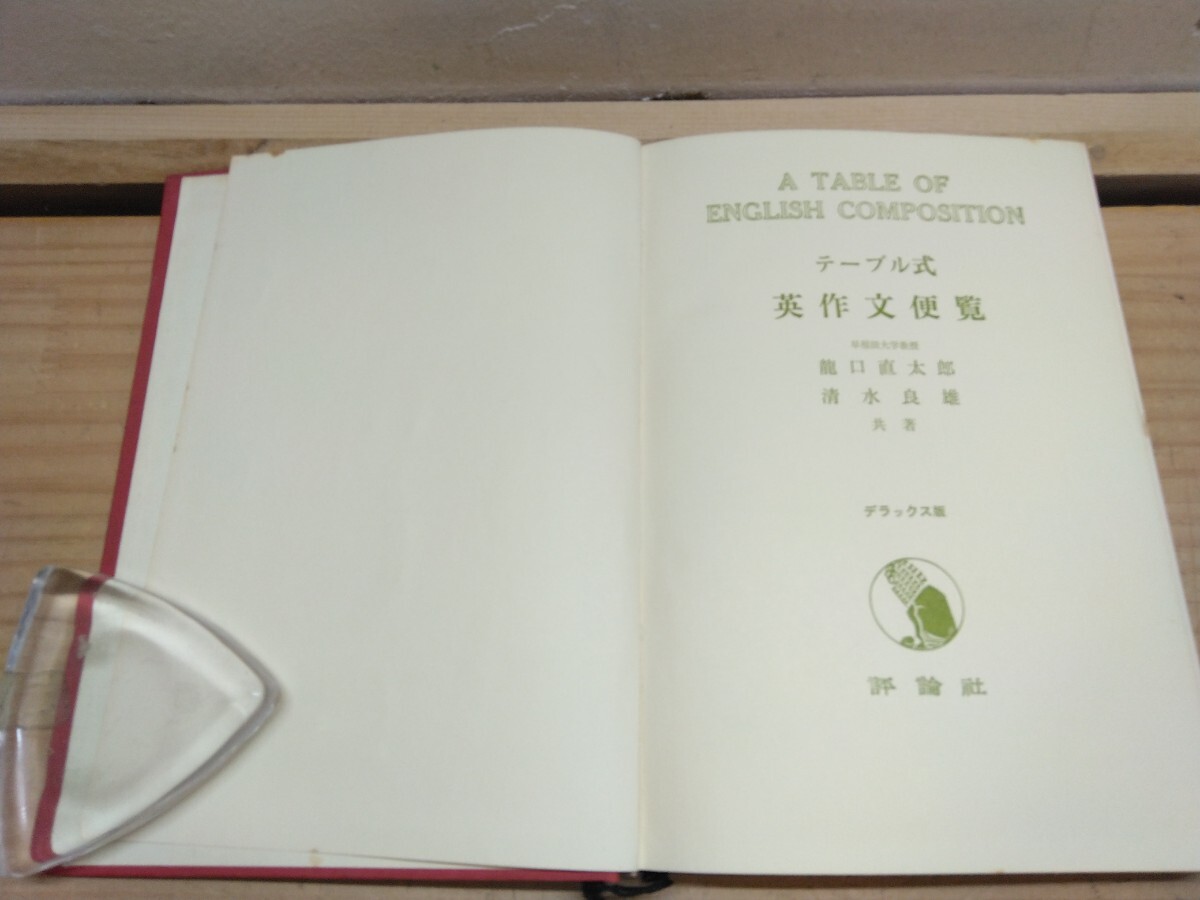 A TABLE OF
ENGLISH COMPOSITION
テーブル式
英作文便覧
早稲田大学教授
龍口直太郎
清水良雄
共著
デラックス版
評論社